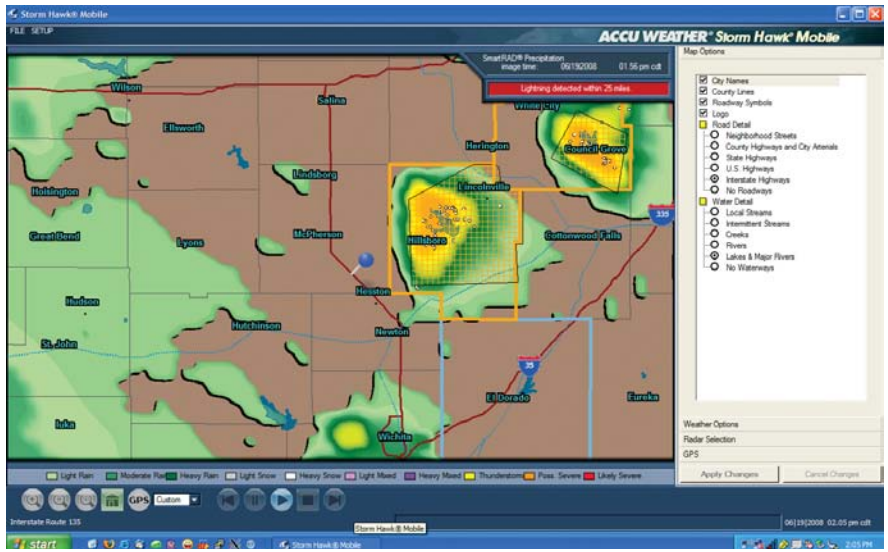 Storm Hawk® Mobile
FILE SETUP
ACCU WEATHER® Storm Hawk® Mobile
SmartRAD® Precipitation
image time: 06|19|2008 01:56 pm cdt
Lightning detected within 25 miles.
Wilson
Salina
White City
Ellsworth
Herington
Council Grove
Lindsborg
Lincolnville
Hoisington
335
Great Bend
Lyons
McPherson
Hillsboro
Cottonwood Falls
Hesston
Hudson
Hutchinson
Newton
St. John
35
El Dorado
Eureka
Iuka
Wichita
Light Rain
Moderate Rain
Heavy Rain
Light Snow
Heavy Snow
Light Mixed
Heavy Mixed
Thunderstorm
Poss. Severe
Likely Severe
Map Options
City Names
County Lines
Roadway Symbols
Logo
Road Detail
Neighborhood Streets
County Highways and City Arterials
State Highways
U.S. Highways
Interstate Highways
No Roadways
Water Detail
Local Streams
Intermittent Streams
Creeks
Rivers
Lakes & Major Rivers
No Waterways
Weather Options
Radar Selection
GPS
Apply Changes
Cancel Changes
GPS
Custom
Interstate Route 135
Storm Hawk® Mobile
06|19|2008 02:05 pm cdt
start
Storm Hawk® Mobile
2:05 PM